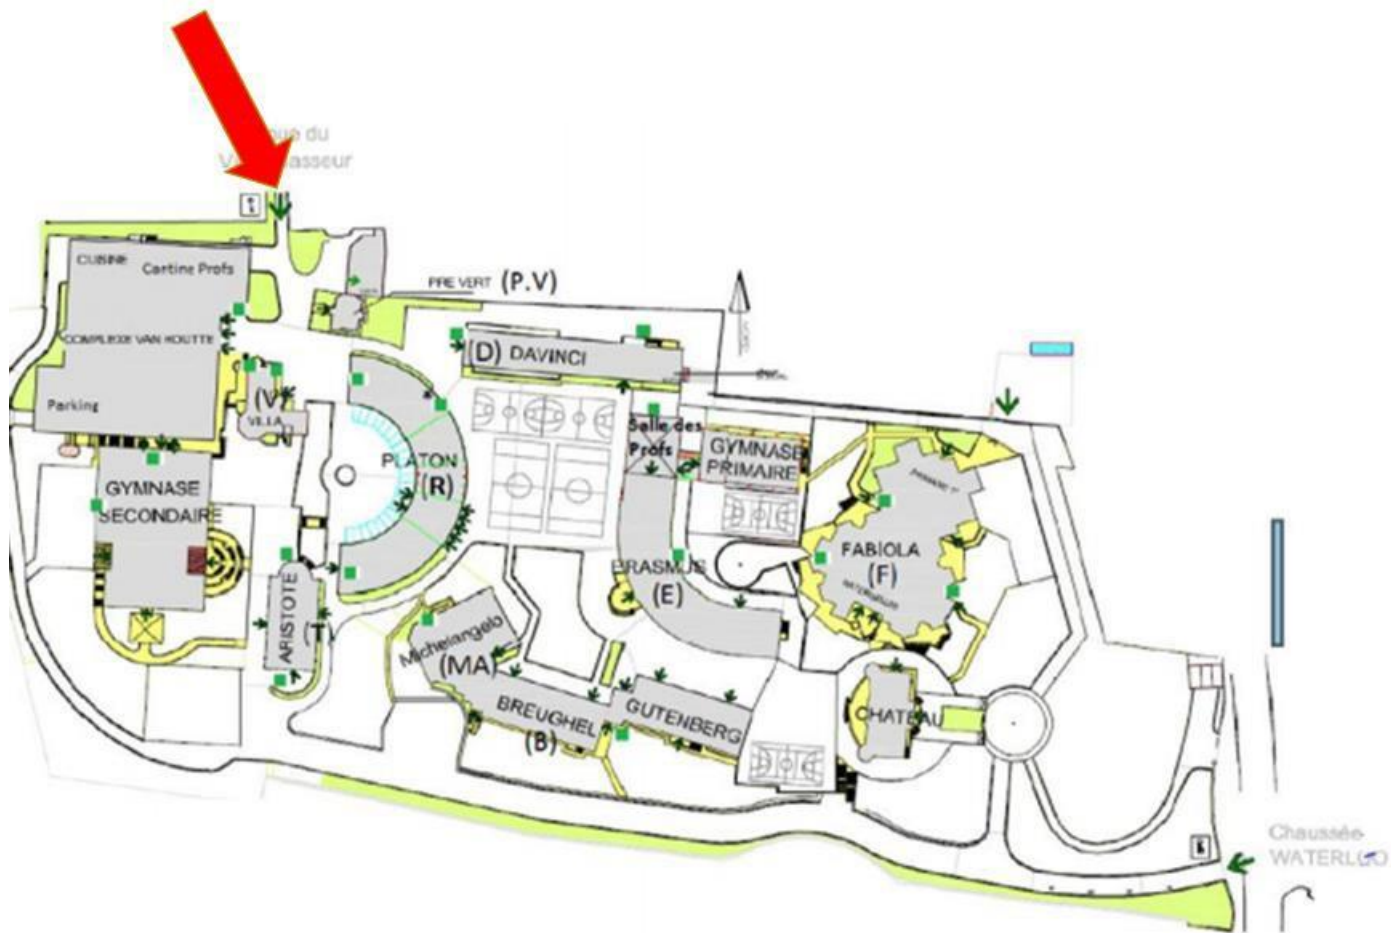 CUISINE
Cantine Profs
COMPLEXE VAN HOUTTE
Parking
PRE VERT (P.V)
(D) DAVINCI
(V)
VILLA
PLATON
(R)
Salle des
Profs
GYMNASE
PRIMAIRE
GYMNASE
SECONDAIRE
FABIOLA
(F)
ERASMUS
(E)
ARISTOTE
Michelangelo
(MA)
BREUGHEL
(B)
GUTENBERG
CHATEAU
Chaussée
WATERLOO